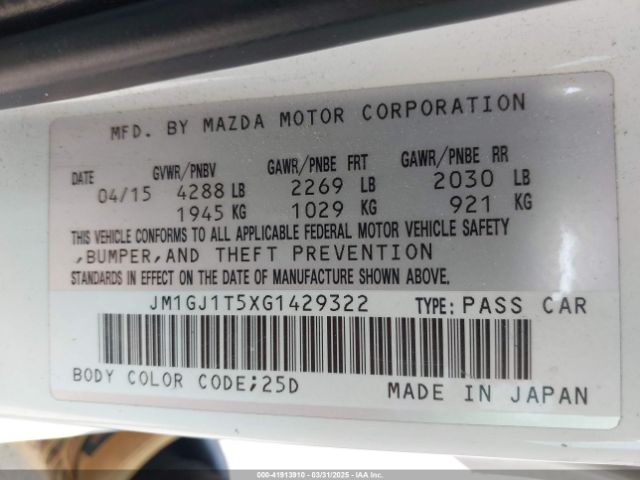 MFD. BY MAZDA MOTOR CORPORATION
DATE GVWR/PNBV GAWR/PNBE FRT GAWR/PNBE RR
04/15 4288 LB 2269 LB 2030 LB
1945 KG 1029 KG 921 KG
THIS VEHICLE CONFORMS TO ALL APPLICABLE FEDERAL MOTOR VEHICLE SAFETY
,BUMPER,AND THEFT PREVENTION
STANDARDS IN EFFECT ON THE DATE OF MANUFACTURE SHOWN ABOVE.
JM1GJ1T5XG1429322 TYPE: PASS CAR
BODY COLOR CODE;25D MADE IN JAPAN
000-41913910 - 03/31/2025 - IAAI Copart